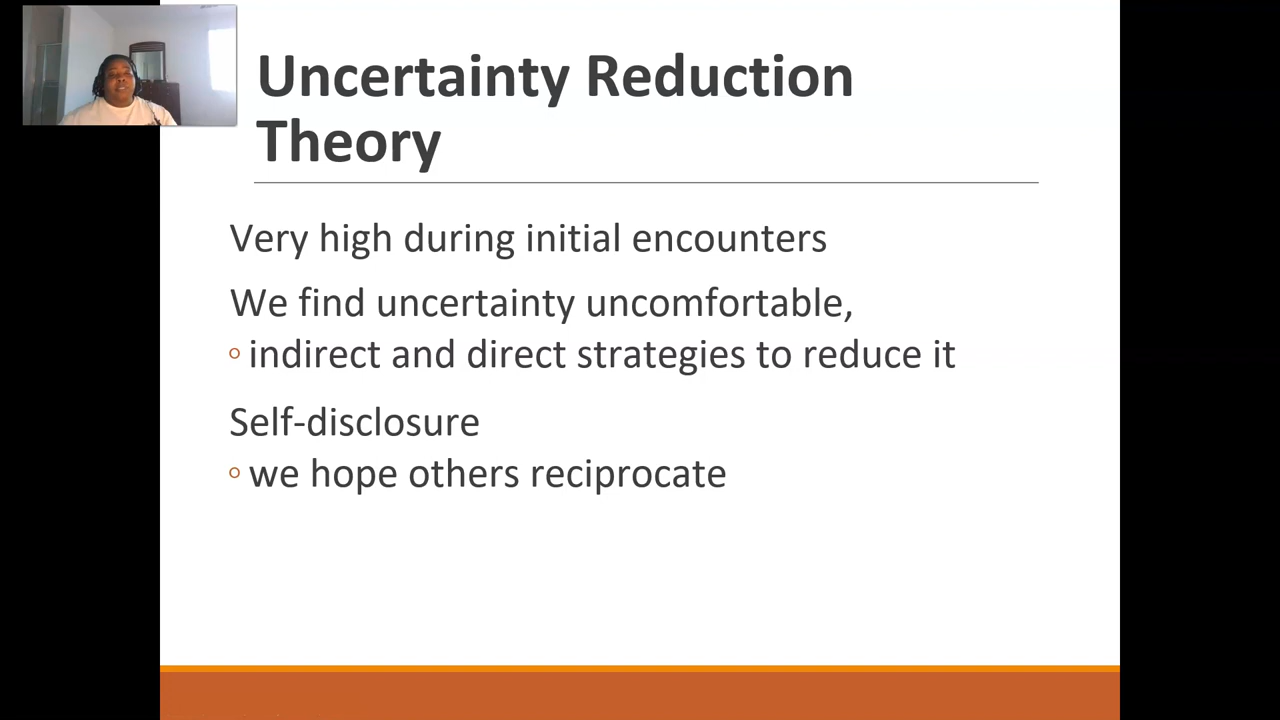 Uncertainty Reduction
Theory
Very high during initial encounters
We find uncertainty uncomfortable,
◦ indirect and direct strategies to reduce it
Self-disclosure
◦ we hope others reciprocate